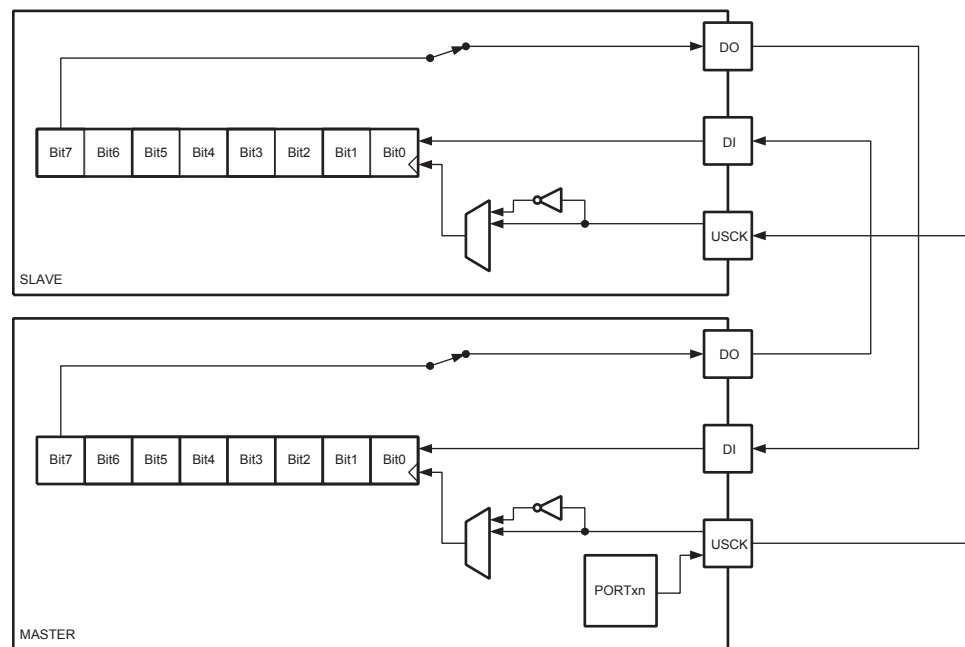 DO
Bit7 Bit6 Bit5 Bit4 Bit3 Bit2 Bit1 Bit0
DI
USCK
SLAVE
DO
Bit7 Bit6 Bit5 Bit4 Bit3 Bit2 Bit1 Bit0
DI
USCK
PORTxn
MASTER